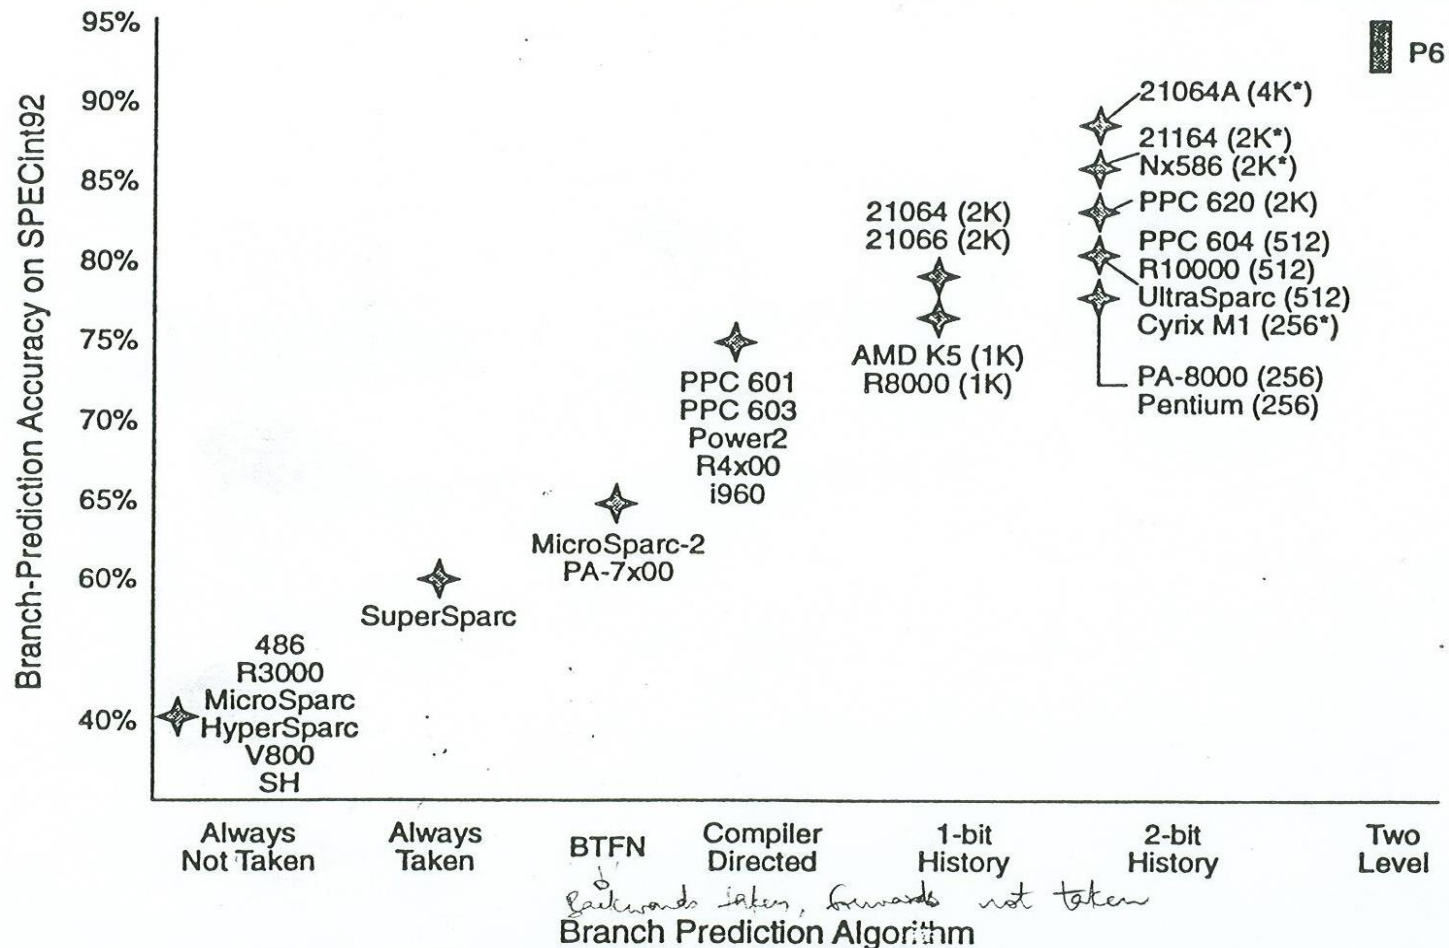 Branch-Prediction Accuracy on SPECint92
95%
90%
85%
80%
75%
70%
65%
60%
40%
486
R3000
MicroSparc
HyperSparc
V800
SH
SuperSparc
MicroSparc-2
PA-7x00
PPC 601
PPC 603
Power2
R4x00
i960
21064 (2K)
21066 (2K)
AMD K5 (1K)
R8000 (1K)
21064A (4K*)
21164 (2K*)
Nx586 (2K*)
PPC 620 (2K)
PPC 604 (512)
R10000 (512)
UltraSparc (512)
Cyrix M1 (256*)
PA-8000 (256)
Pentium (256)
P6
Always
Not Taken
Always
Taken
BTFN
Compiler
Directed
1-bit
History
2-bit
History
Two
Level
Backwards taken, forwards not taken
Branch Prediction Algorithm